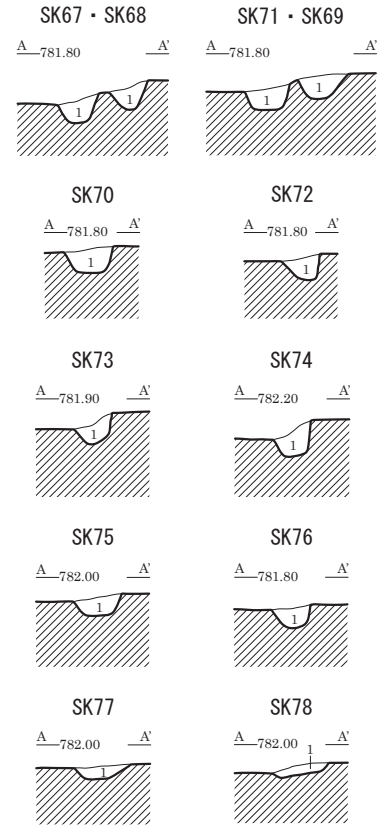 SK67・SK68
SK71・SK69
A 781.80 A'
A 781.80 A'
1 1
1 1
SK70
SK72
A 781.80 A'
A 781.80 A'
1
1
SK73
SK74
A 781.90 A'
A 782.20 A'
1
1
SK75
SK76
A 782.00 A'
A 781.80 A'
1
1
SK77
SK78
A 782.00 A'
A 782.00 A'
1
1